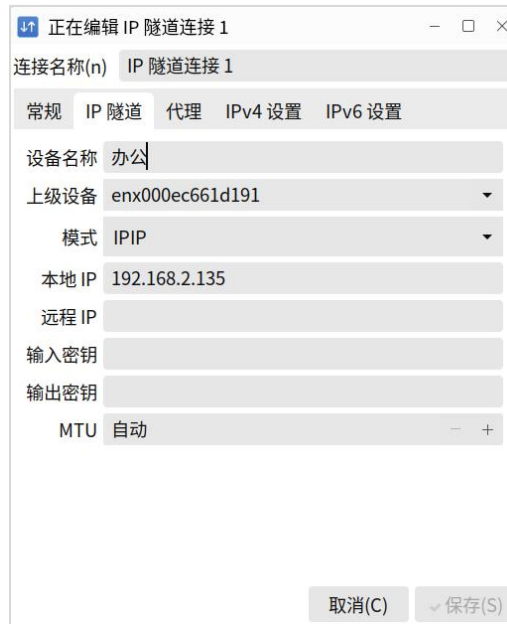 正在编辑 IP 隧道连接 1
连接名称(n) IP 隧道连接 1
常规 IP 隧道 代理 IPv4 设置 IPv6 设置
设备名称 办公
上级设备 enx000ec661d191
模式 IPIP
本地 IP 192.168.2.135
远程 IP
输入密钥
输出密钥
MTU 自动
取消(C) 保存(S)